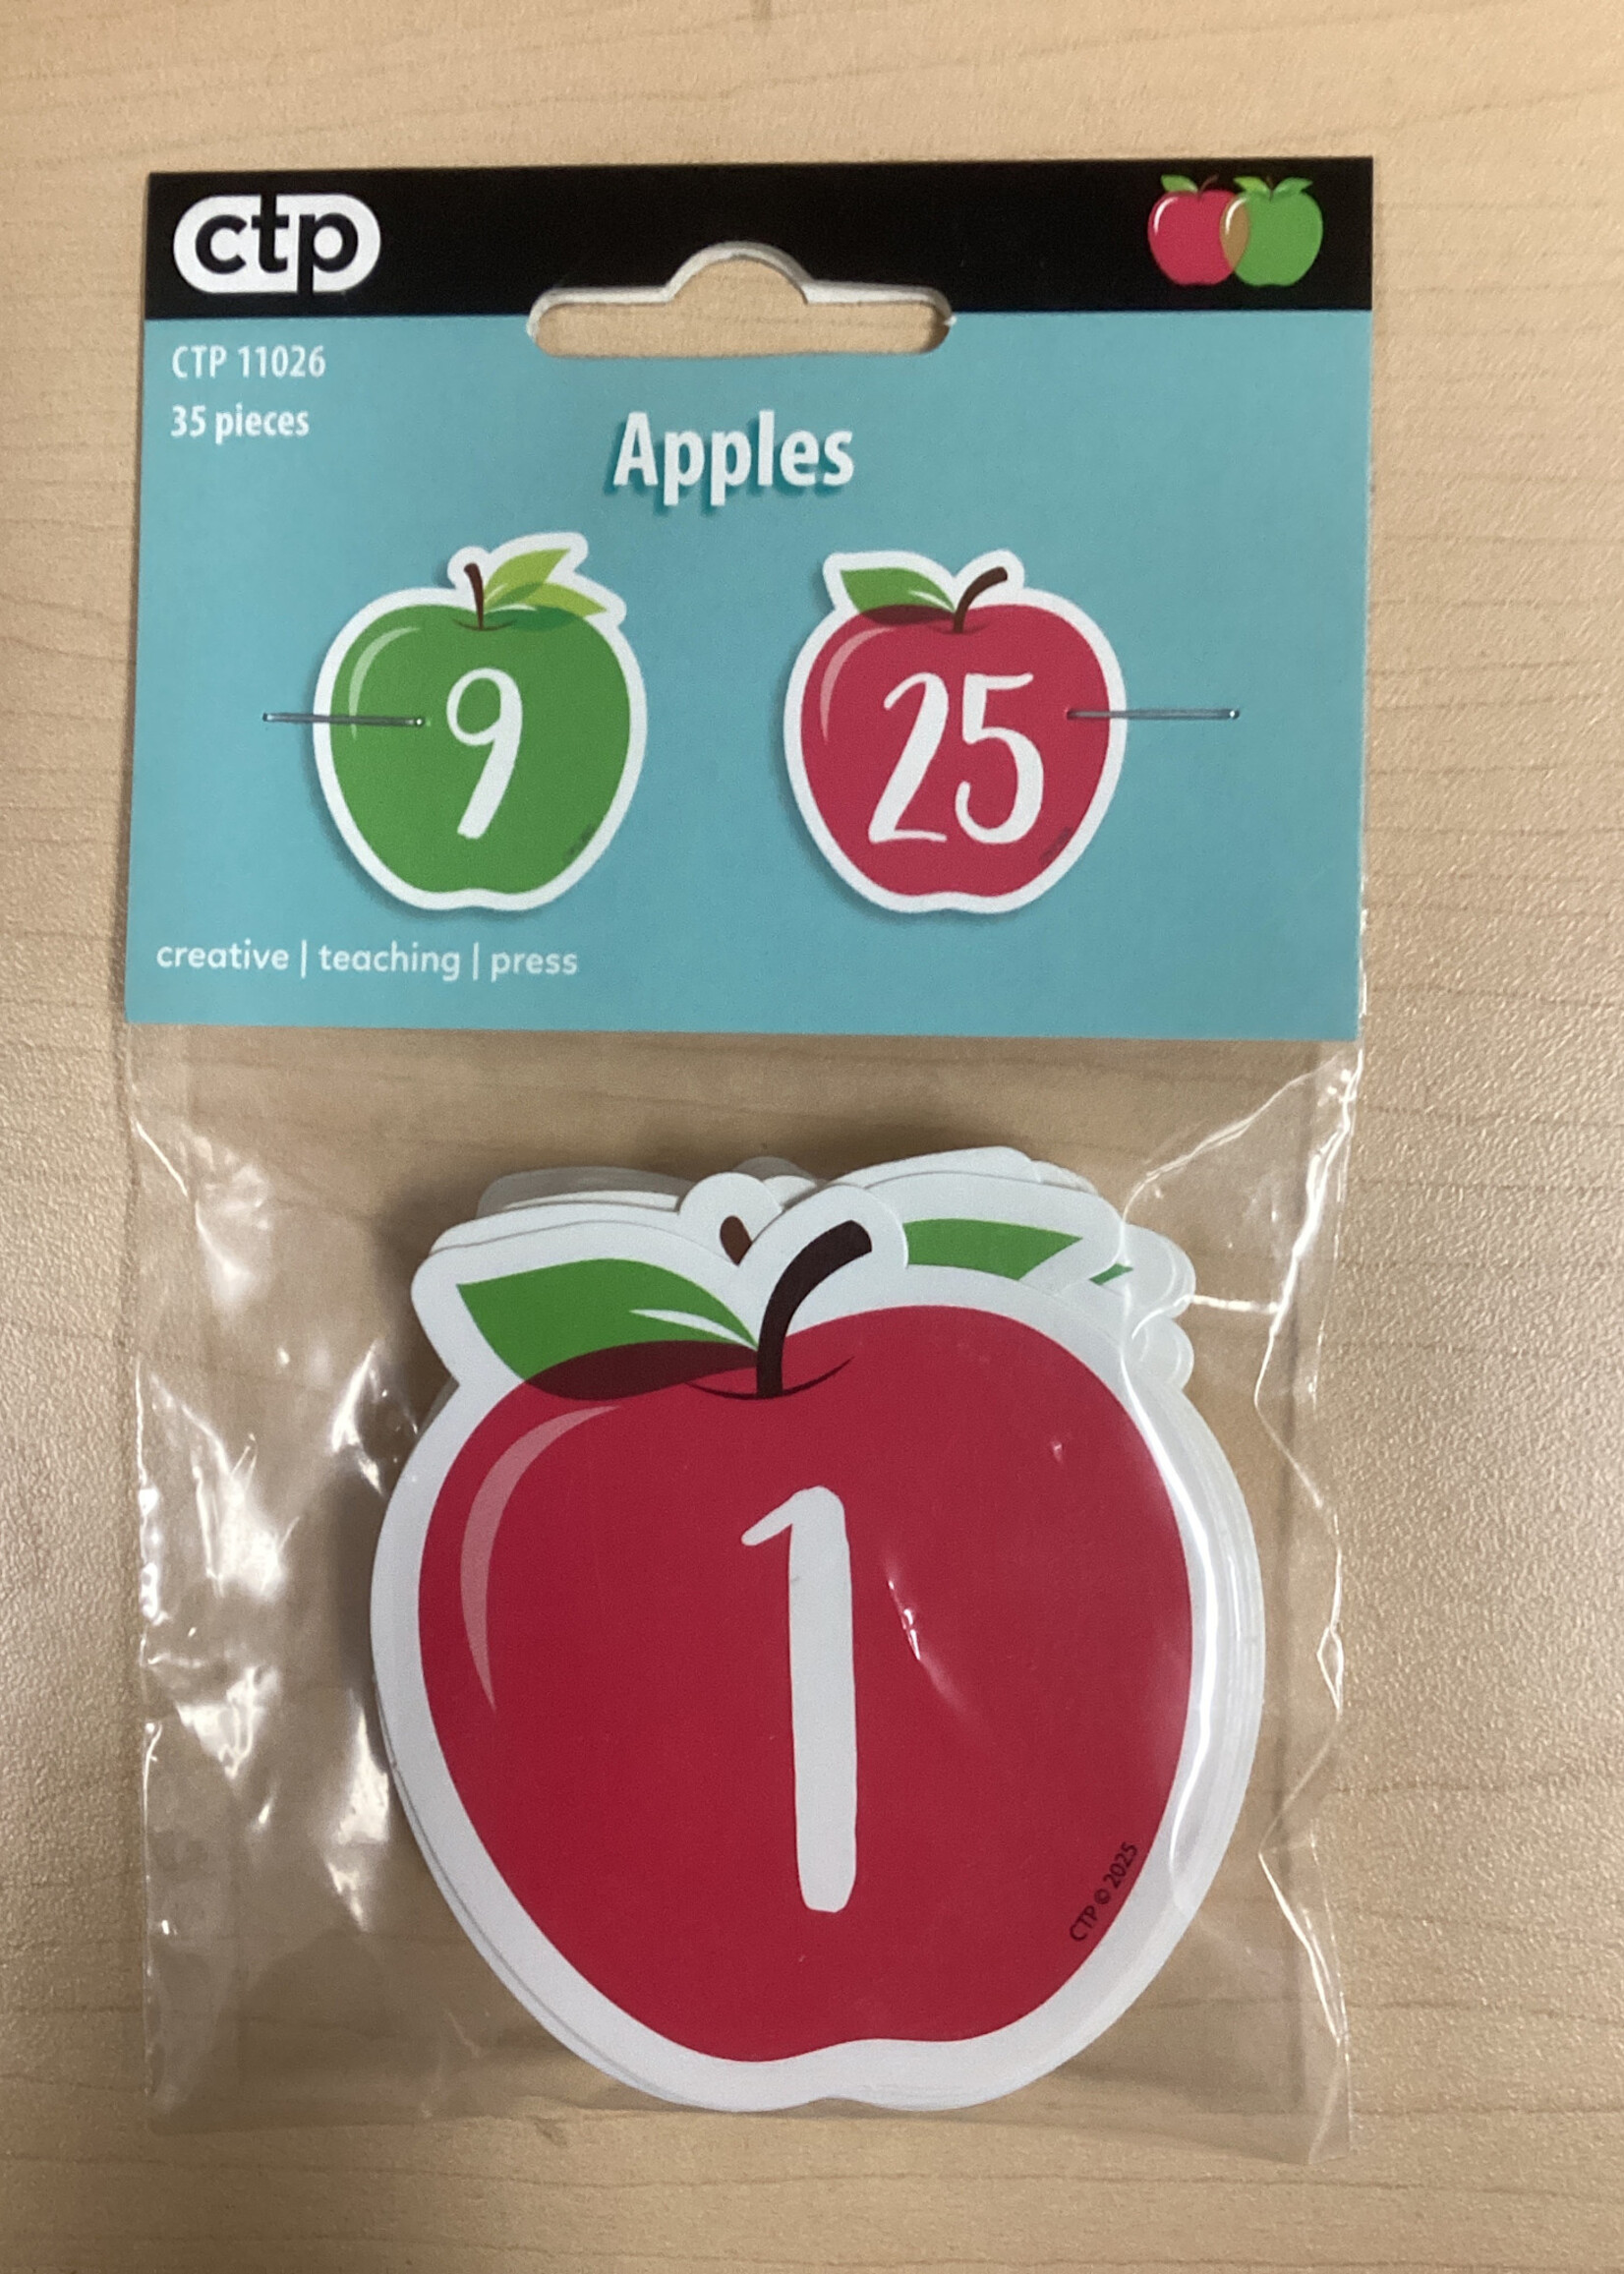 ctp
CTP 11026
35 pieces
Apples
9
25
creative | teaching | press
1
CTP © 2025